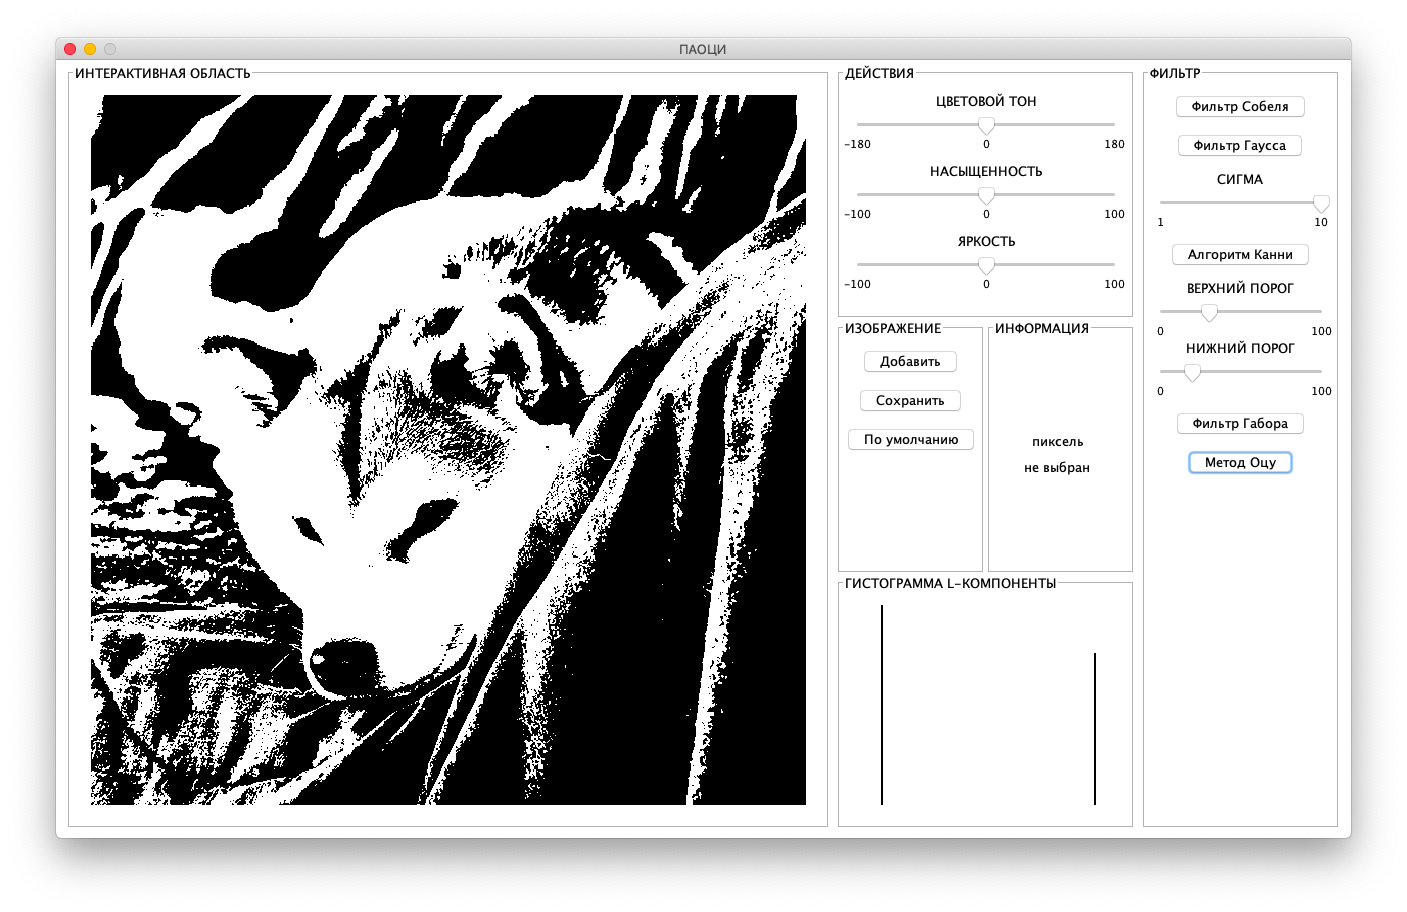 ПАОЦИ
ИНТЕРАКТИВНАЯ ОБЛАСТЬ
ДЕЙСТВИЯ
ЦВЕТОВОЙ ТОН
-180 0 180
НАСЫЩЕННОСТЬ
-100 0 100
ЯРКОСТЬ
-100 0 100
ИЗОБРАЖЕНИЕ
Добавить
Сохранить
По умолчанию
ИНФОРМАЦИЯ
пиксель
не выбран
ГИСТОГРАММА L-КОМПОНЕНТЫ
ФИЛЬТР
Фильтр Собеля
Фильтр Гаусса
СИГМА
1 10
Алгоритм Канни
ВЕРХНИЙ ПОРОГ
0 100
НИЖНИЙ ПОРОГ
0 100
Фильтр Габора
Метод Оцу